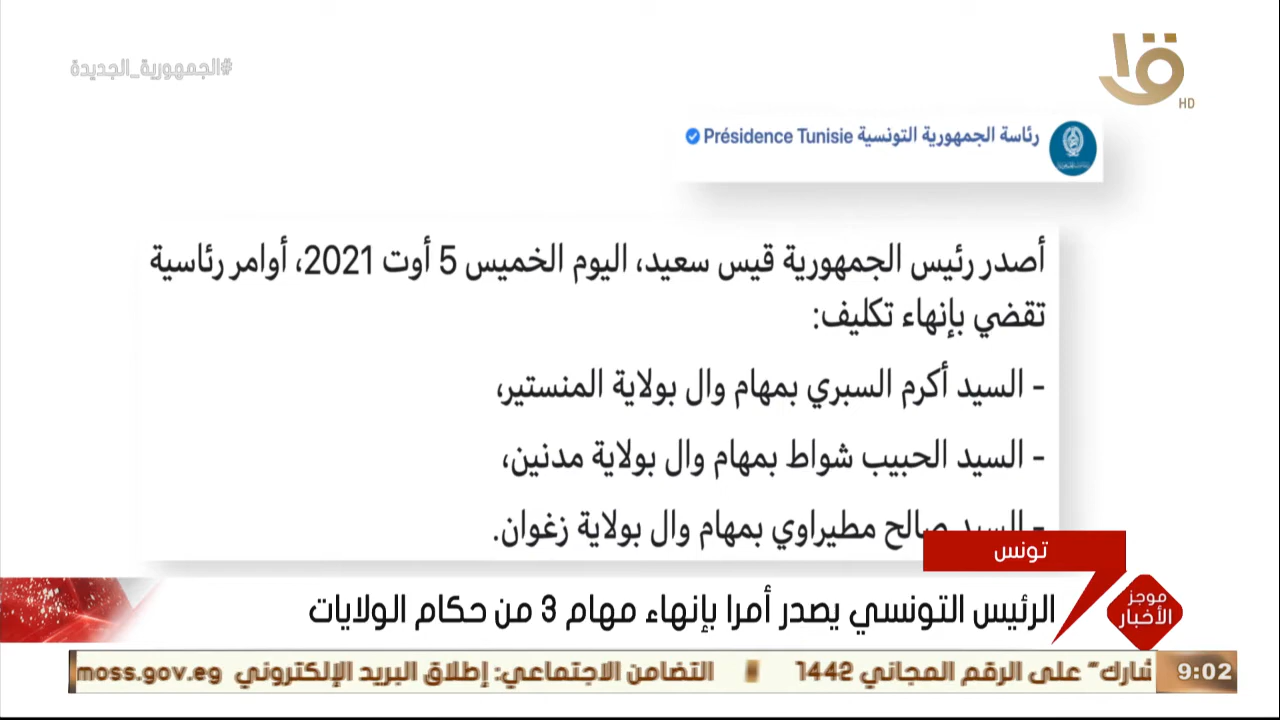 #الجمهورية_الجديدة
HD
رئاسة الجمهورية التونسية Présidence Tunisie
أصدر رئيس الجمهورية قيس سعيد، اليوم الخميس 5 أوت 2021، أوامر رئاسية
تقضي بإنهاء تكليف:
- السيد أكرم السبري بمهام وال بولاية المنستير،
- السيد الحبيب شواط بمهام وال بولاية مدنين،
- السيد صالح مطيراوي بمهام وال بولاية زغوان.
تونس
موجز
الأخبار
الرئيس التونسي يصدر أمرا بإنهاء مهام 3 من حكام الولايات
9:02
شارك" على الرقم المجاني 1442 التضامن الاجتماعي: إطلاق البريد الإلكتروني moss.gov.eg